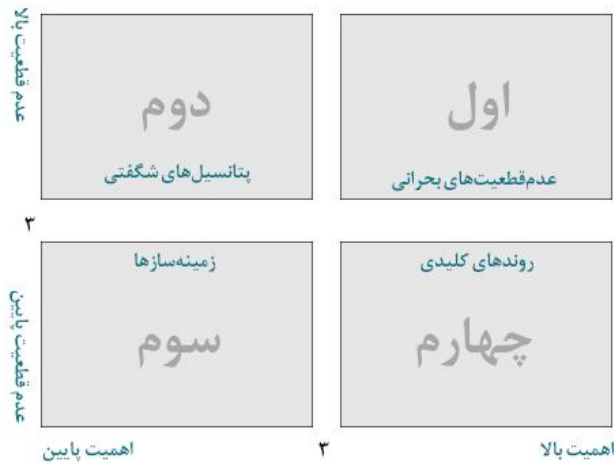 عدم قطعیت بالا
اول
دوم
عدم‌قطعیت‌های بحرانی
پتانسیل‌های شگفتی
۳
روندهای کلیدی
زمینه‌سازها
چهارم
سوم
عدم قطعیت پایین
اهمیت بالا
۳
اهمیت پایین